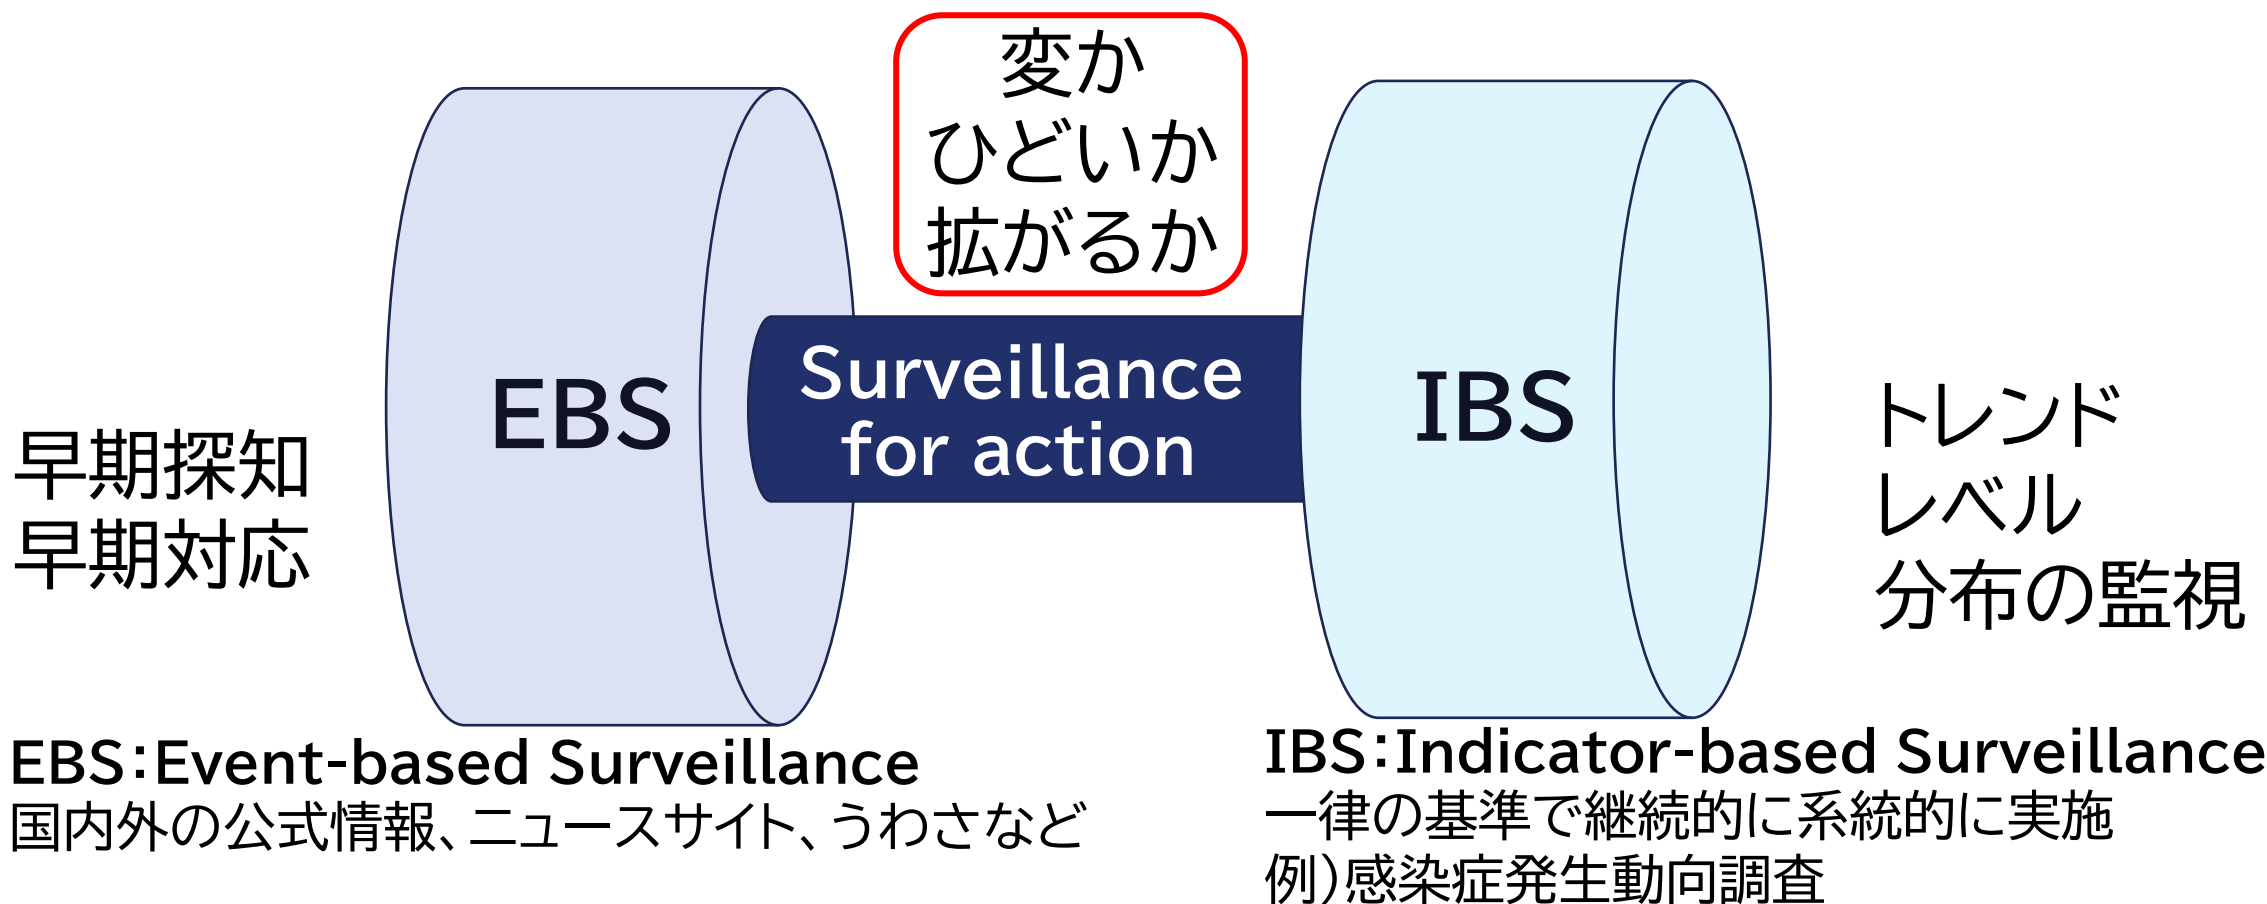 変か
ひどいか
拡がるか
EBS
Surveillance
for action
IBS
早期探知
早期対応
トレンド
レベル
分布の監視
EBS：Event-based Surveillance
国内外の公式情報、ニュースサイト、うわさなど
IBS：Indicator-based Surveillance
一律の基準で継続的に系統的に実施
例）感染症発生動向調査